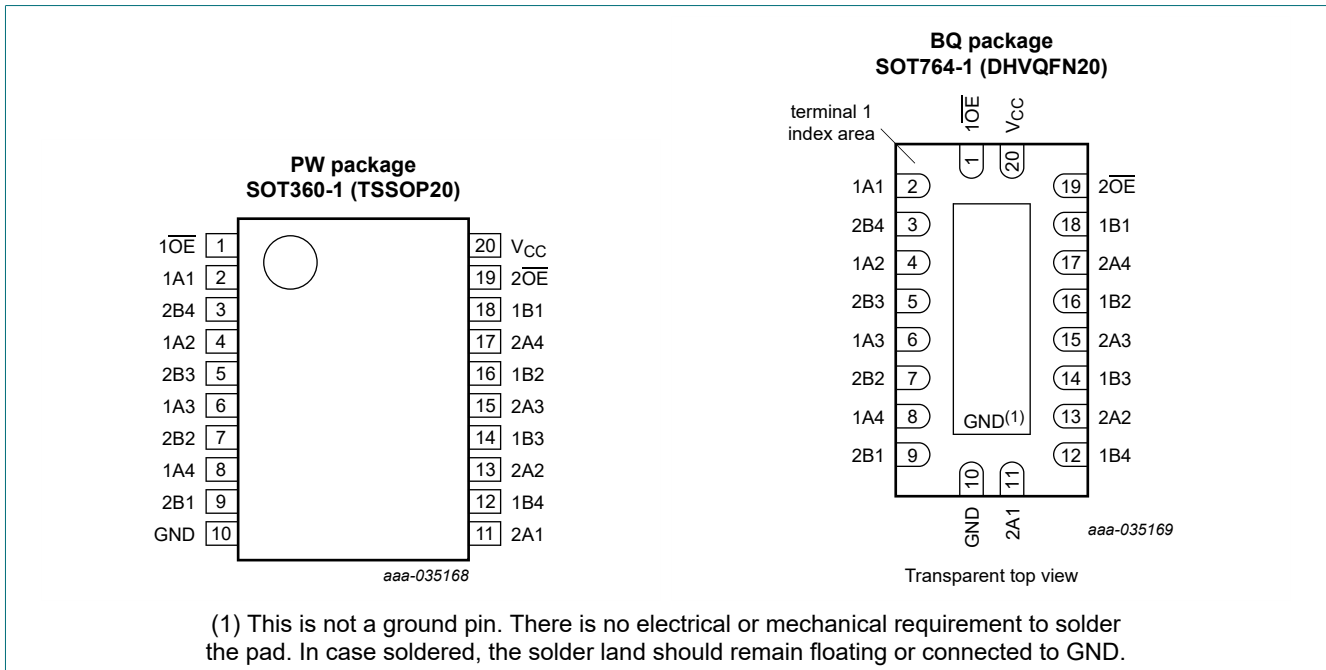 PW package
SOT360-1 (TSSOP20)
1O̅E̅ 1
1A1 2
2B4 3
1A2 4
2B3 5
1A3 6
2B2 7
1A4 8
2B1 9
GND 10
20 VCC
19 2O̅E̅
18 1B1
17 2A4
16 1B2
15 2A3
14 1B3
13 2A2
12 1B4
11 2A1
aaa-035168
BQ package
SOT764-1 (DHVQFN20)
terminal 1
index area
1O̅E̅
VCC
1
20
1A1 2
2B4 3
1A2 4
2B3 5
1A3 6
2B2 7
1A4 8
2B1 9
19 2O̅E̅
18 1B1
17 2A4
16 1B2
15 2A3
14 1B3
13 2A2
12 1B4
GND(1)
10
11
GND
2A1
aaa-035169
Transparent top view
(1) This is not a ground pin. There is no electrical or mechanical requirement to solder
the pad. In case soldered, the solder land should remain floating or connected to GND.